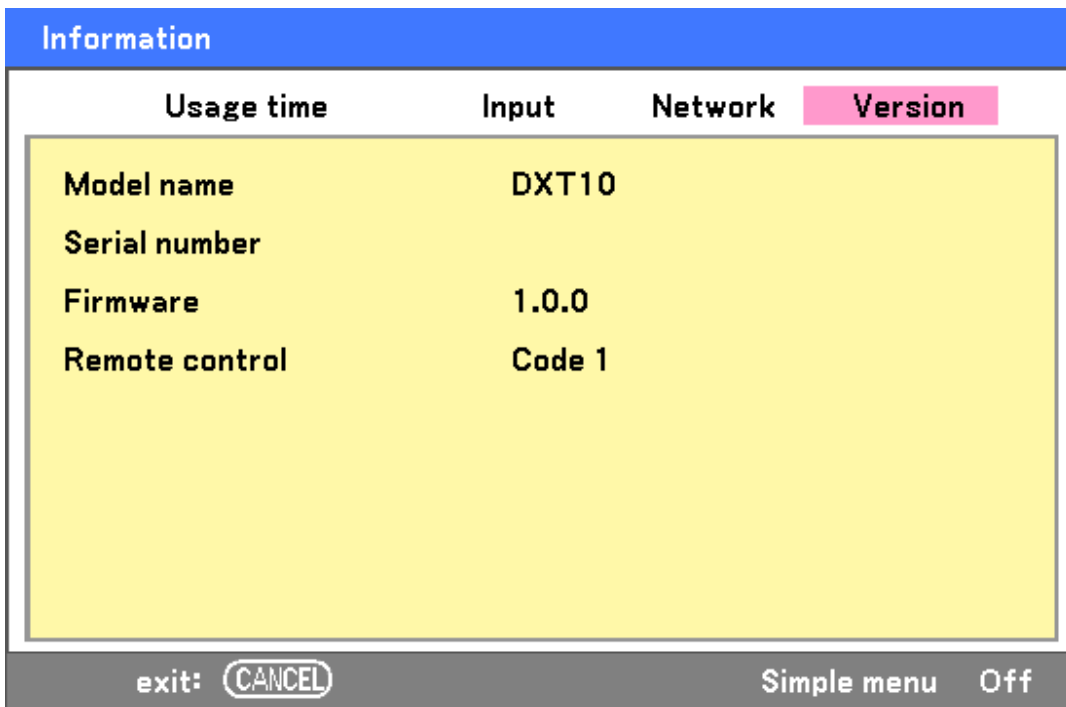 Information
Usage time Input Network Version
Model name DXT10
Serial number
Firmware 1.0.0
Remote control Code 1
exit: CANCEL Simple menu Off